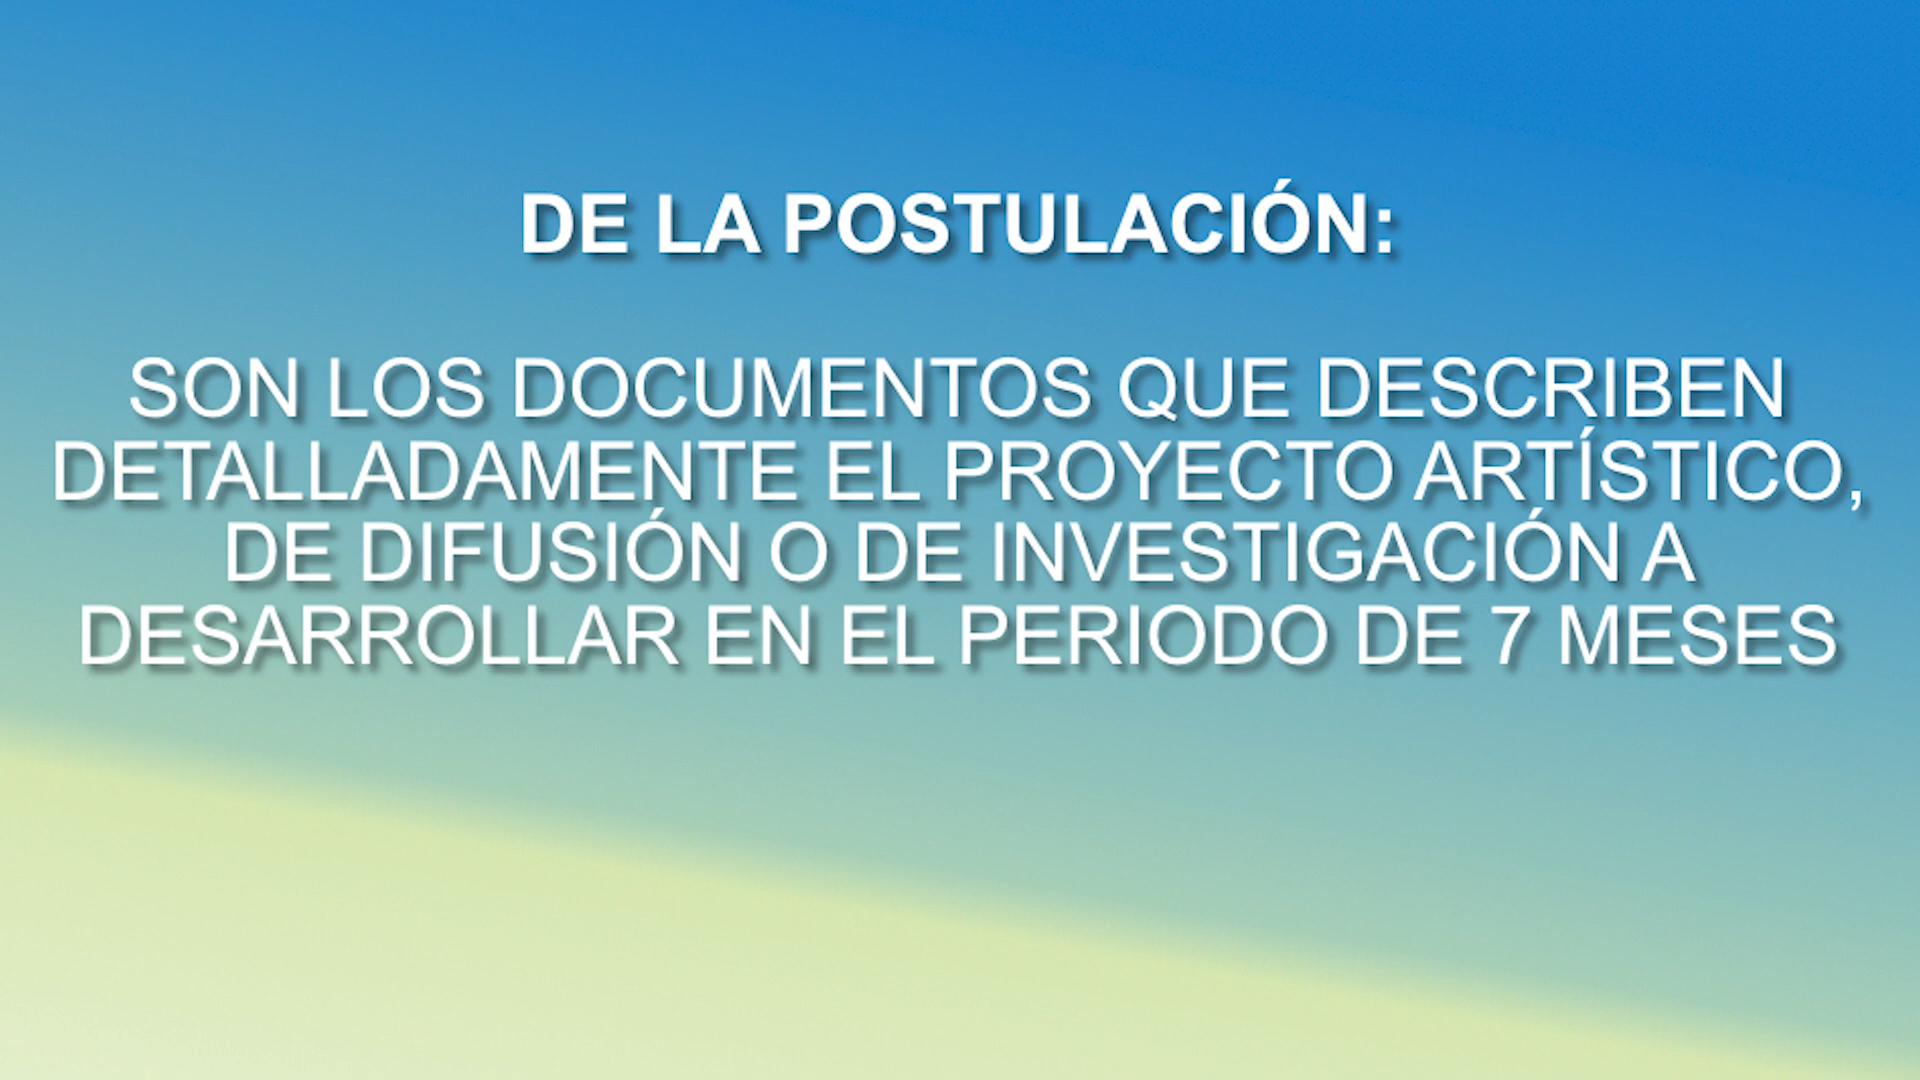 DE LA POSTULACIÓN:
SON LOS DOCUMENTOS QUE DESCRIBEN
DETALLADAMENTE EL PROYECTO ARTÍSTICO,
DE DIFUSIÓN O DE INVESTIGACIÓN A
DESARROLLAR EN EL PERIODO DE 7 MESES